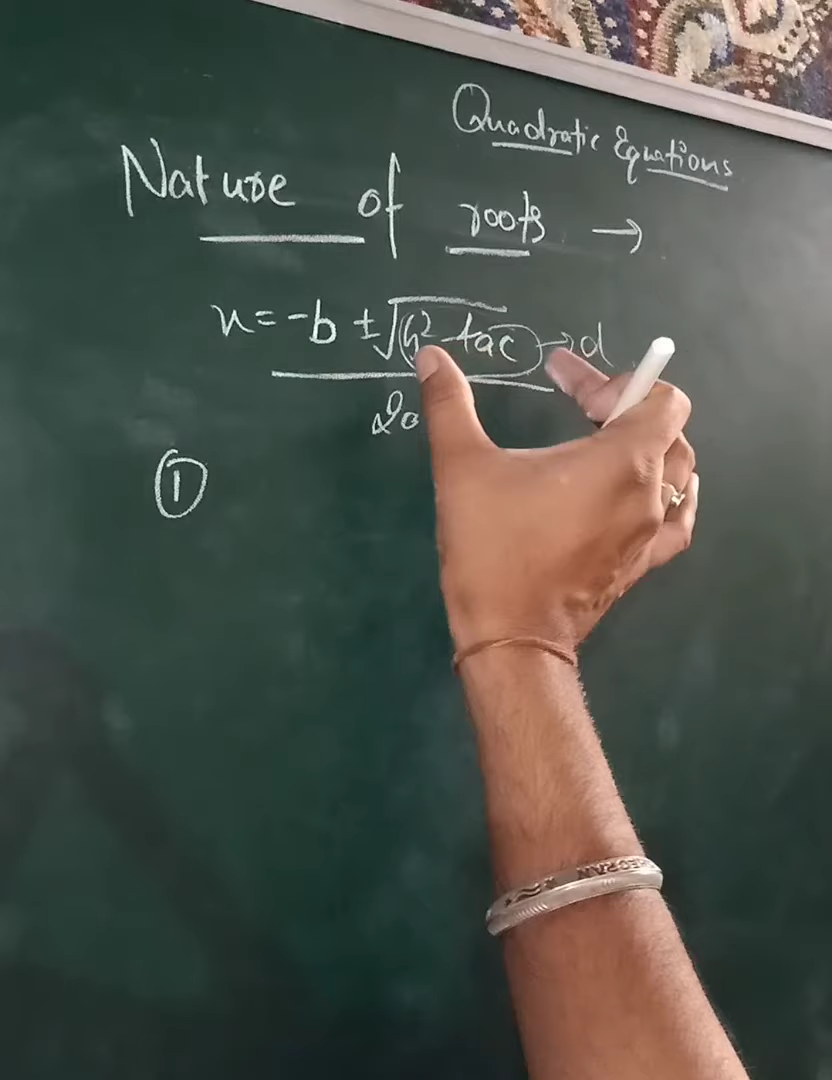 Quadratic Equations
Nature of roots →
x = -b ± √b² - 4ac → d
2a
①